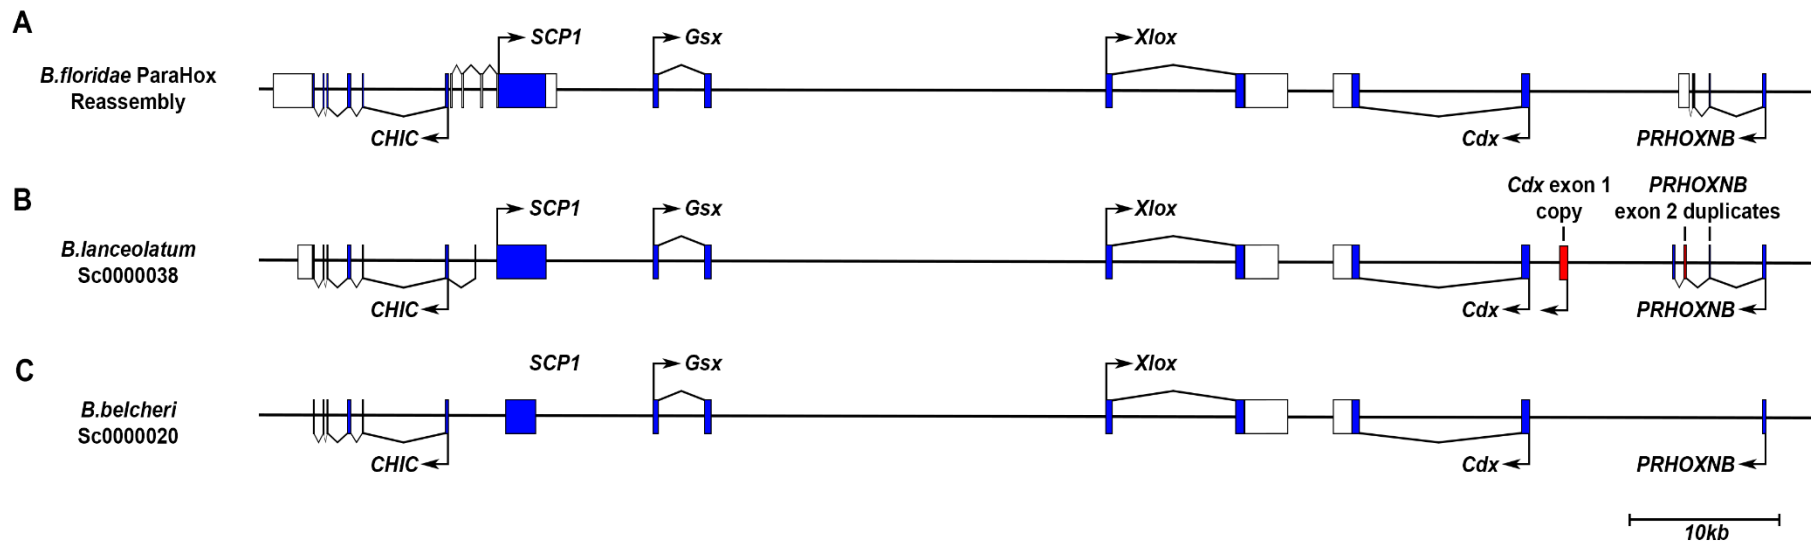 A
SCP1
Gsx
Xlox
B.floridae ParaHox
Reassembly
CHIC
Cdx
PRHOXNB
B
Cdx exon 1
copy
PRHOXNB
exon 2 duplicates
SCP1
Gsx
Xlox
B.lanceolatum
Sc0000038
CHIC
Cdx
PRHOXNB
C
SCP1
Gsx
Xlox
B.belcheri
Sc0000020
CHIC
Cdx
PRHOXNB
10kb